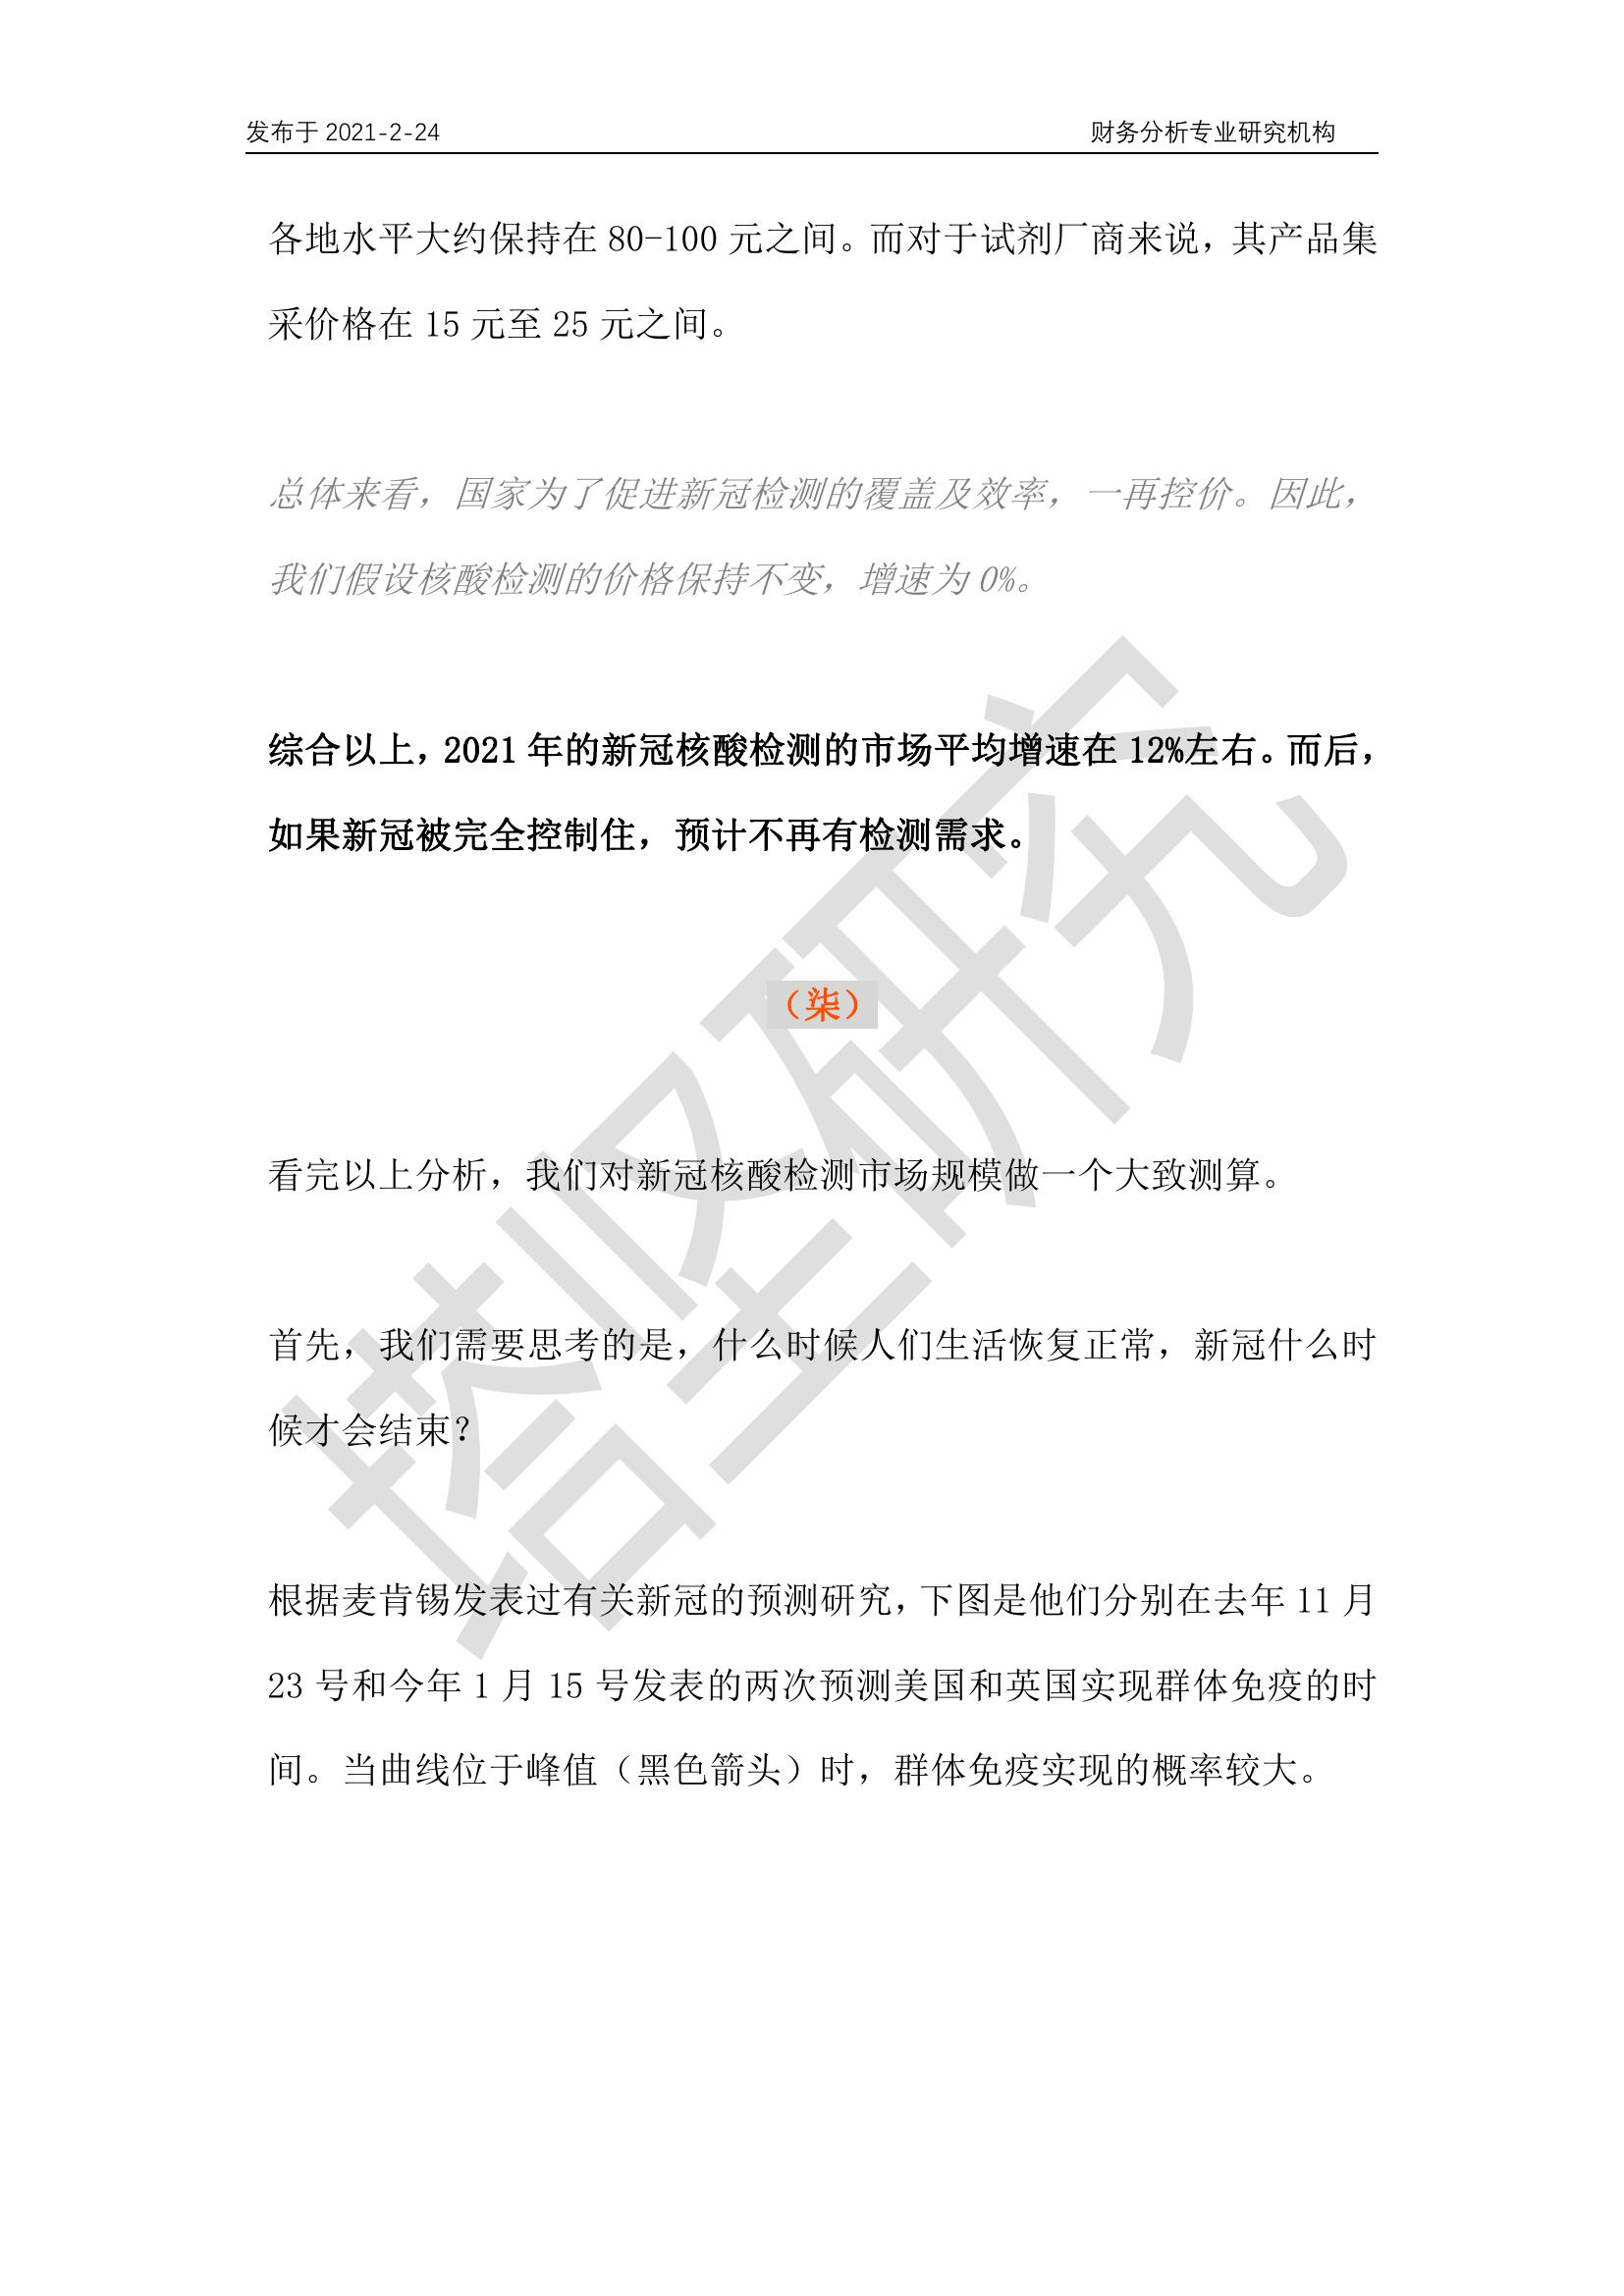 发布于 2021-2-24 财务分析专业研究机构
各地水平大约保持在 80-100 元之间。而对于试剂厂商来说，其产品集
采价格在 15 元至 25 元之间。
总体来看，国家为了促进新冠检测的覆盖及效率，一再控价。因此，
我们假设核酸检测的价格保持不变，增速为 0%。
综合以上，2021 年的新冠核酸检测的市场平均增速在 12%左右。而后，
如果新冠被完全控制住，预计不再有检测需求。
（柒）
看完以上分析，我们对新冠核酸检测市场规模做一个大致测算。
首先，我们需要思考的是，什么时候人们生活恢复正常，新冠什么时
候才会结束？
根据麦肯锡发表过有关新冠的预测研究，下图是他们分别在去年 11 月
23 号和今年 1 月 15 号发表的两次预测美国和英国实现群体免疫的时
间。当曲线位于峰值（黑色箭头）时，群体免疫实现的概率较大。
塔坚研究